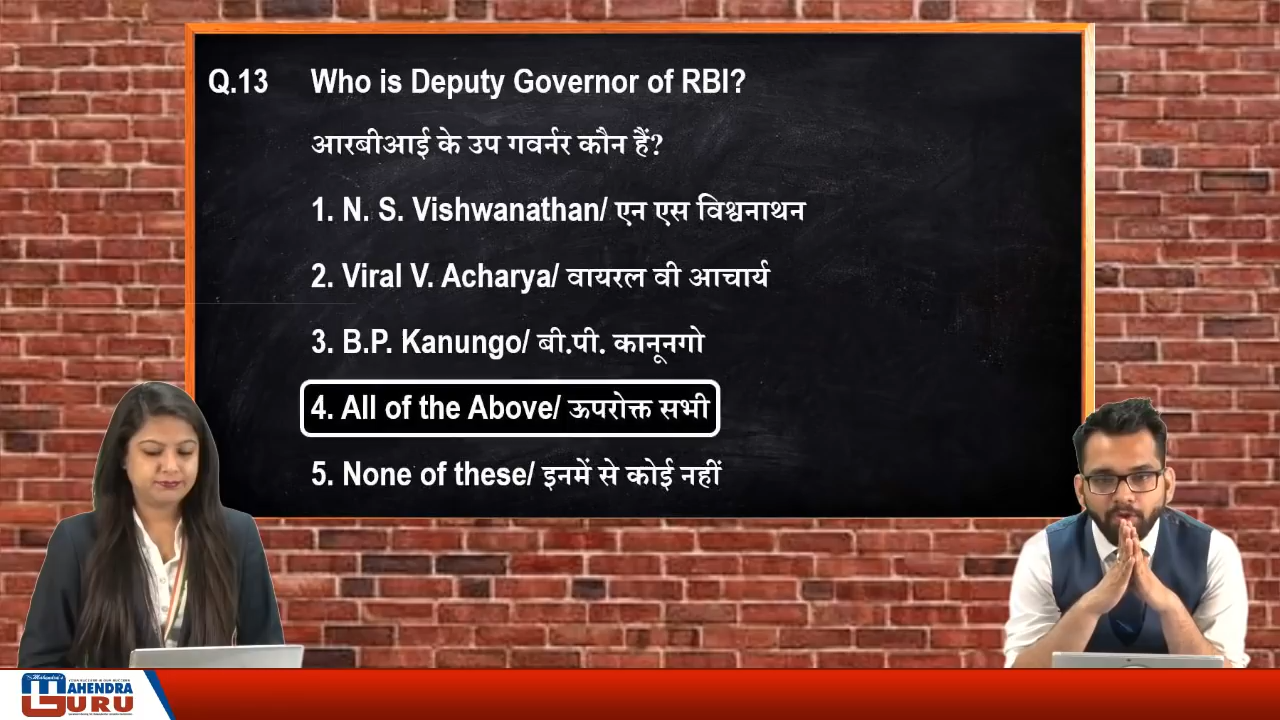 Q.13 Who is Deputy Governor of RBI?
आरबीआई के उप गवर्नर कौन हैं?
1. N. S. Vishwanathan/ एन एस विश्वनाथन
2. Viral V. Acharya/ वायरल वी आचार्य
3. B.P. Kanungo/ बी.पी. कानूनगो
4. All of the Above/ ऊपरोक्त सभी
5. None of these/ इनमें से कोई नहीं
Mahendra's
MAHENDRA
GURU